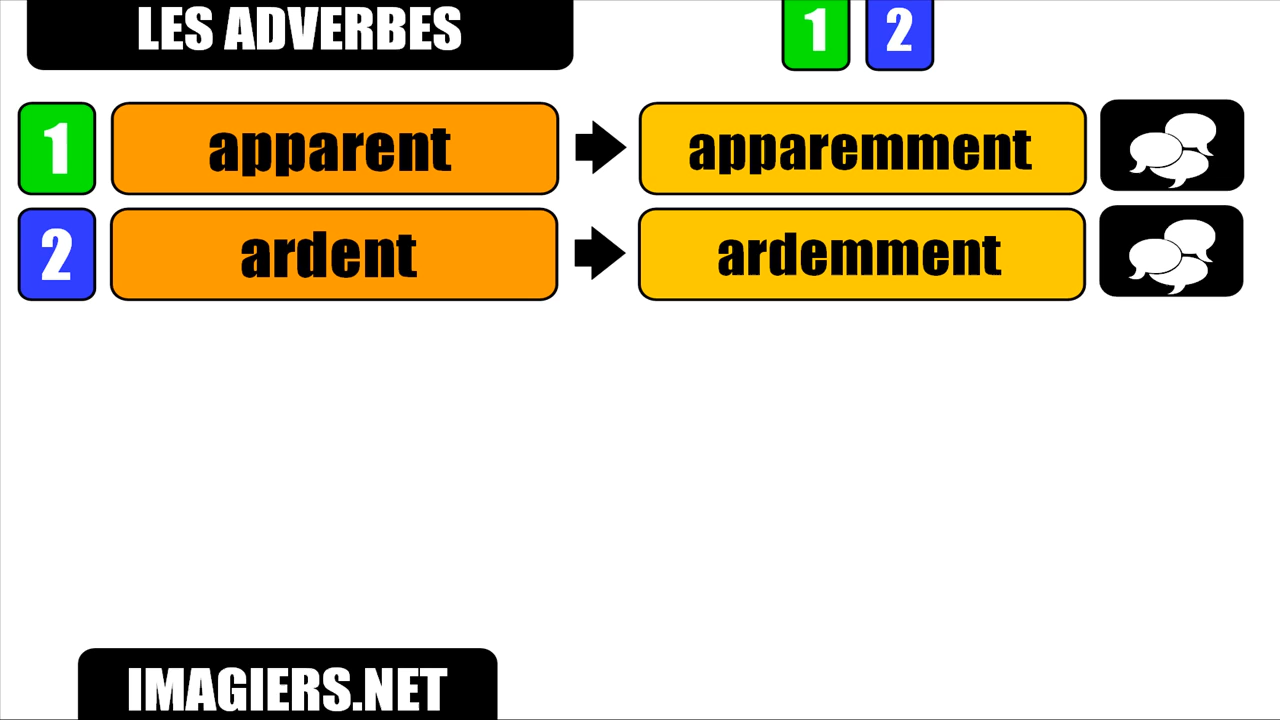 LES ADVERBES 1 2
1 apparent apparemment
2 ardent ardemment
IMAGIERS.NET